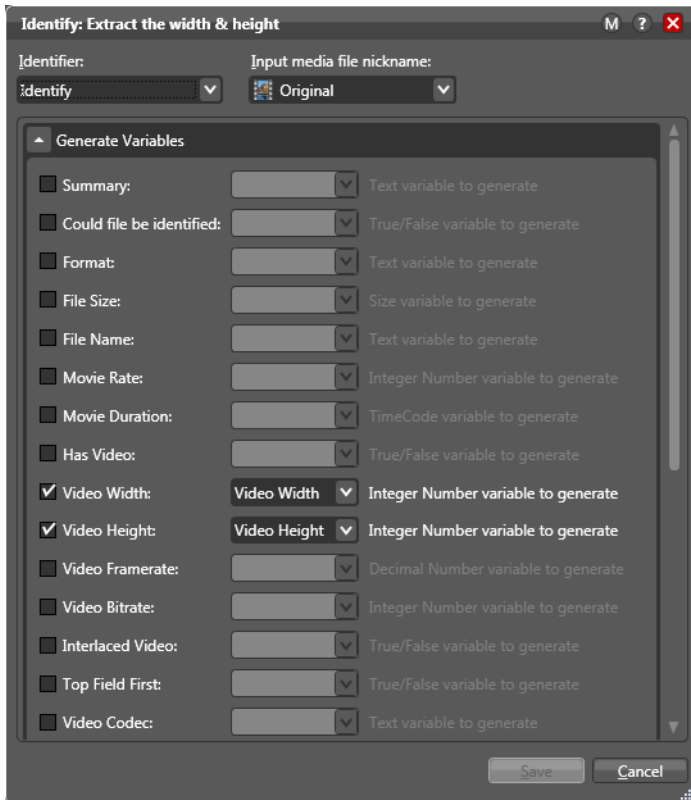 Identify: Extract the width & height M ?
Identifier: Input media file nickname:
Identify Original
Generate Variables
Summary: Text variable to generate
Could file be identified: True/False variable to generate
Format: Text variable to generate
File Size: Size variable to generate
File Name: Text variable to generate
Movie Rate: Integer Number variable to generate
Movie Duration: TimeCode variable to generate
Has Video: True/False variable to generate
Video Width: Video Width Integer Number variable to generate
Video Height: Video Height Integer Number variable to generate
Video Framerate: Decimal Number variable to generate
Video Bitrate: Integer Number variable to generate
Interlaced Video: True/False variable to generate
Top Field First: True/False variable to generate
Video Codec: Text variable to generate
Save Cancel